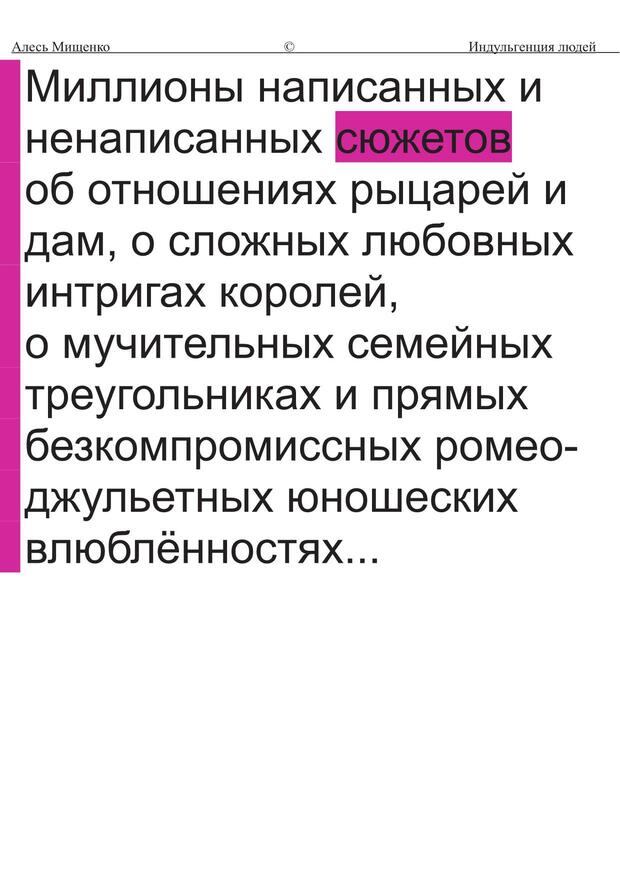 Алесь Мищенко © Индульгенция людей
Миллионы написанных и
ненаписанных сюжетов
об отношениях рыцарей и
дам, о сложных любовных
интригах королей,
о мучительных семейных
треугольниках и прямых
безкомпромиссных ромео-
джульетных юношеских
влюблённостях...